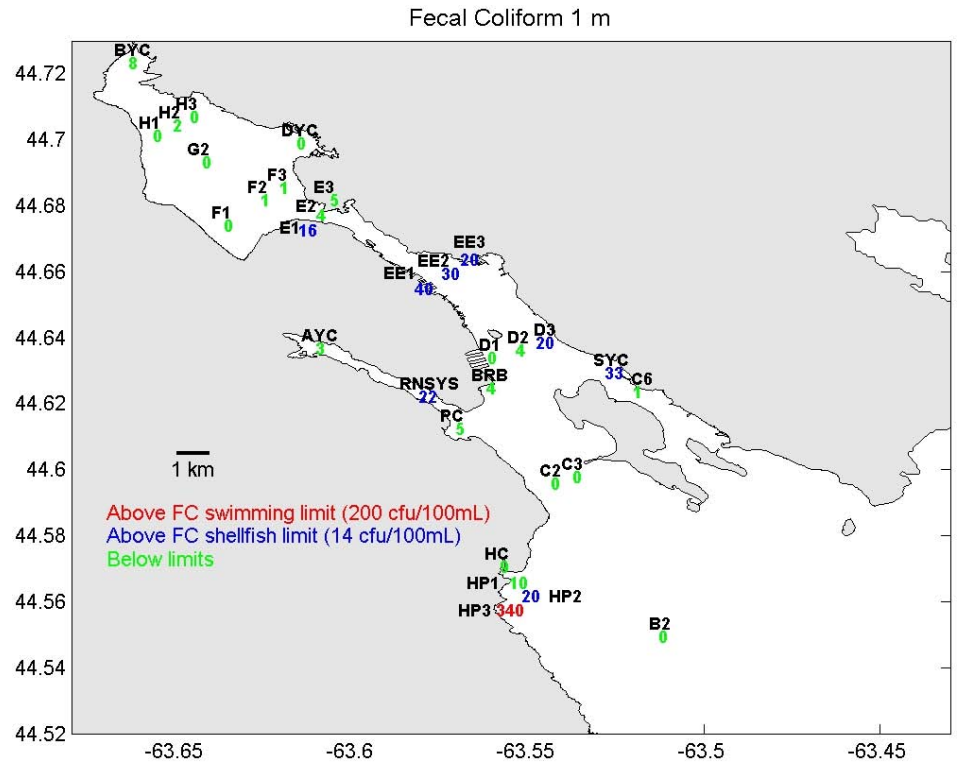 Fecal Coliform 1 m
44.72
44.7
44.68
44.66
44.64
44.62
44.6
44.58
44.56
44.54
44.52
BYC
8
H3
0
H2
2
H1
0
DYC
0
G2
0
F3
1
F2
1
E3
5
E2
4
F1
0
E1 16
EE3
20
EE2
30
EE1
40
D3
20
D2
4
D1
0
AYC
3
SYC
33
C6
1
BRB
4
RNSYS
22
PC
5
C3
0
C2
0
1 km
Above FC swimming limit (200 cfu/100mL)
Above FC shellfish limit (14 cfu/100mL)
Below limits
HC
0
HP1 10
20 HP2
HP3 340
B2
0
-63.65 -63.6 -63.55 -63.5 -63.45